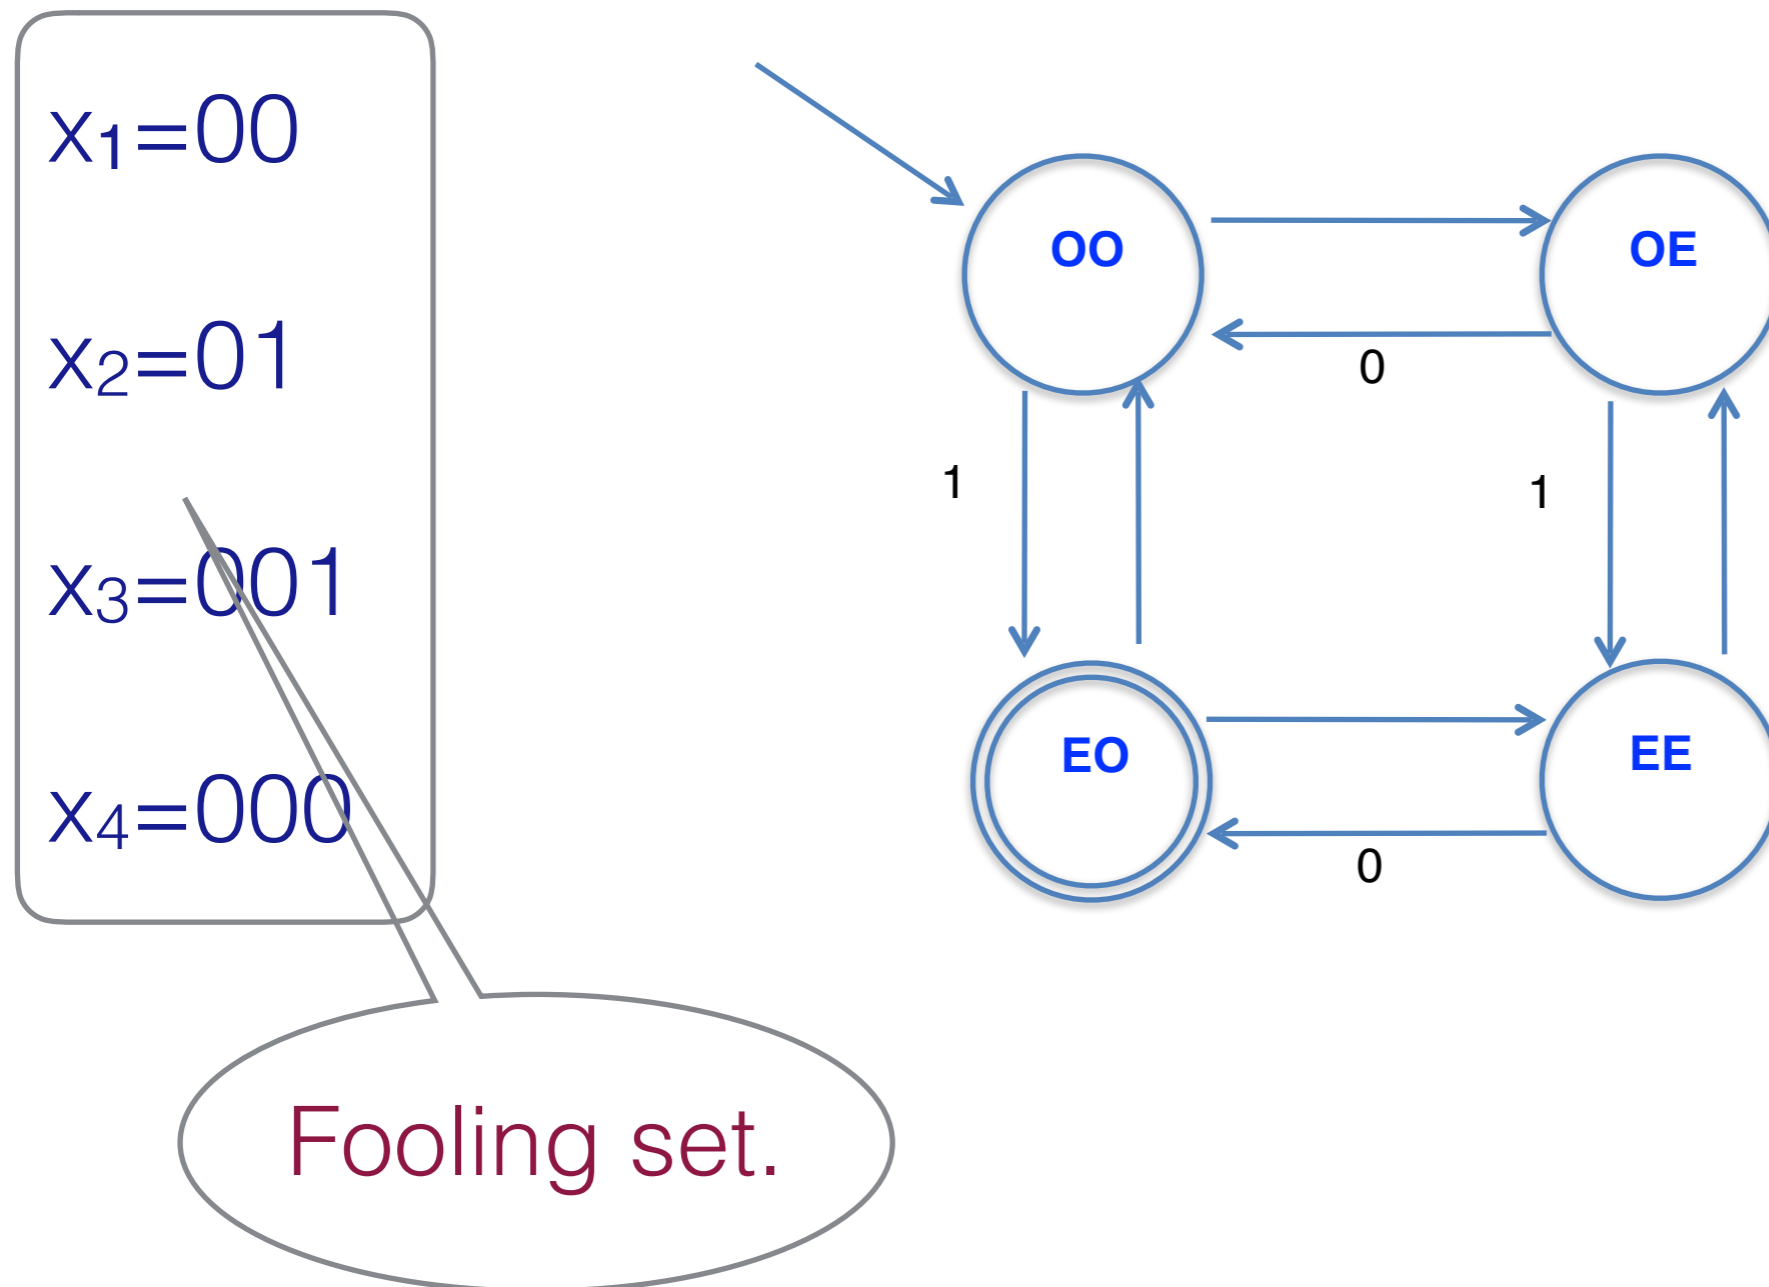 x₁=00
x₂=01
x₃=001
x₄=000
Fooling set.
OO
OE
0
1
1
EO
EE
0